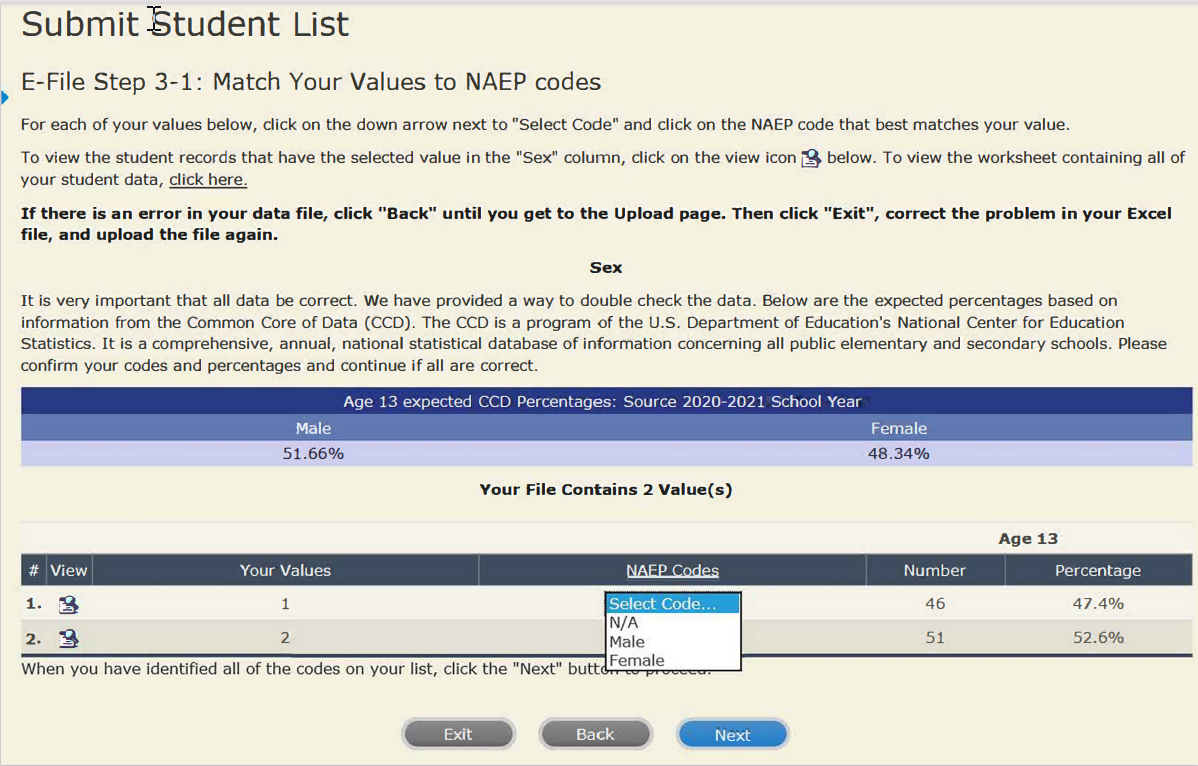 Submit Student List
E-File Step 3-1: Match Your Values to NAEP codes
For each of your values below, click on the down arrow next to "Select Code" and click on the NAEP code that best matches your value.
To view the student records that have the selected value in the "Sex" column, click on the view icon below. To view the worksheet containing all of
your student data, click here.
If there is an error in your data file, click "Back" until you get to the Upload page. Then click "Exit", correct the problem in your Excel
file, and upload the file again.
Sex
It is very important that all data be correct. We have provided a way to double check the data. Below are the expected percentages based on
information from the Common Core of Data (CCD). The CCD is a program of the U.S. Department of Education's National Center for Education
Statistics. It is a comprehensive, annual, national statistical database of information concerning all public elementary and secondary schools. Please
confirm your codes and percentages and continue if all are correct.
Age 13 expected CCD Percentages: Source 2020-2021 School Year
Male Female
51.66% 48.34%
Your File Contains 2 Value(s)
Age 13
# View Your Values NAEP Codes Number Percentage
1. 1 Select Code... 46 47.4%
N/A
2. 2 Male 51 52.6%
Female
When you have identified all of the codes on your list, click the "Next" button to proceed.
Exit Back Next